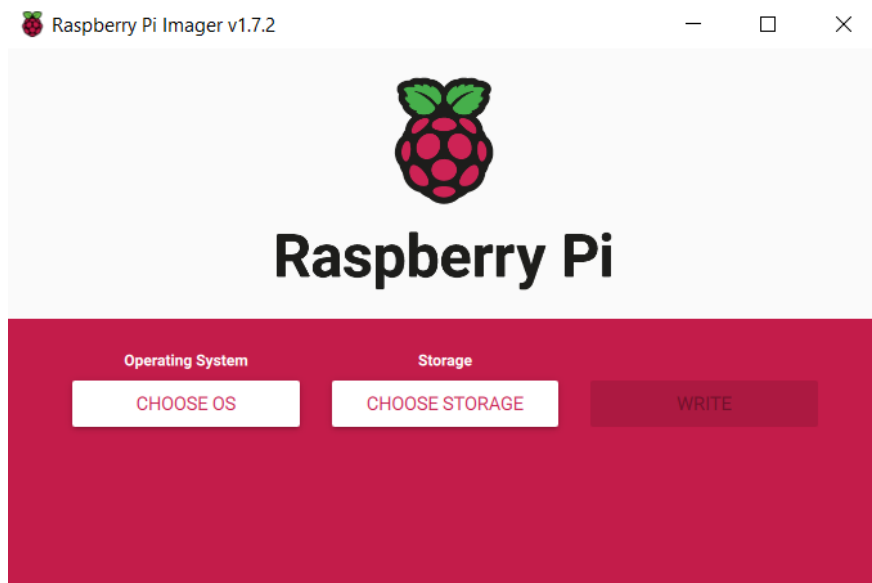 Raspberry Pi Imager v1.7.2
Raspberry Pi
Operating System
Storage
CHOOSE OS
CHOOSE STORAGE
WRITE